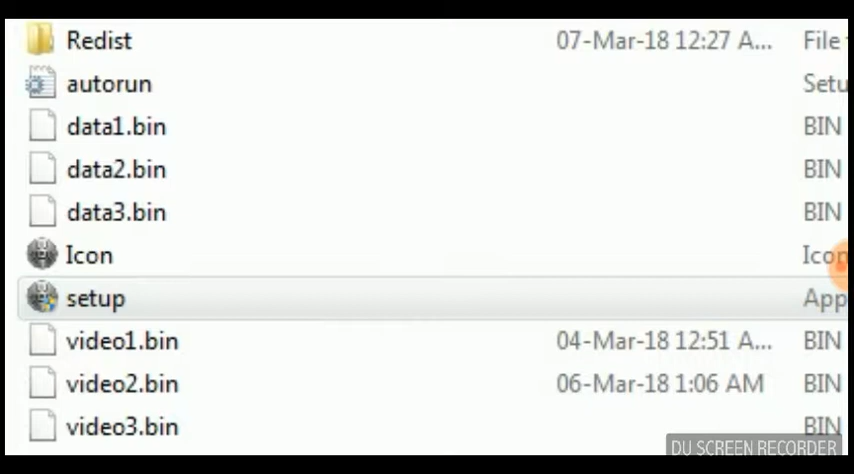 Redist 07-Mar-18 12:27 A... File
autorun Setu
data1.bin BIN
data2.bin BIN
data3.bin BIN
Icon Icon
setup App
video1.bin 04-Mar-18 12:51 A... BIN
video2.bin 06-Mar-18 1:06 AM BIN
video3.bin BIN
DU SCREEN RECORDER